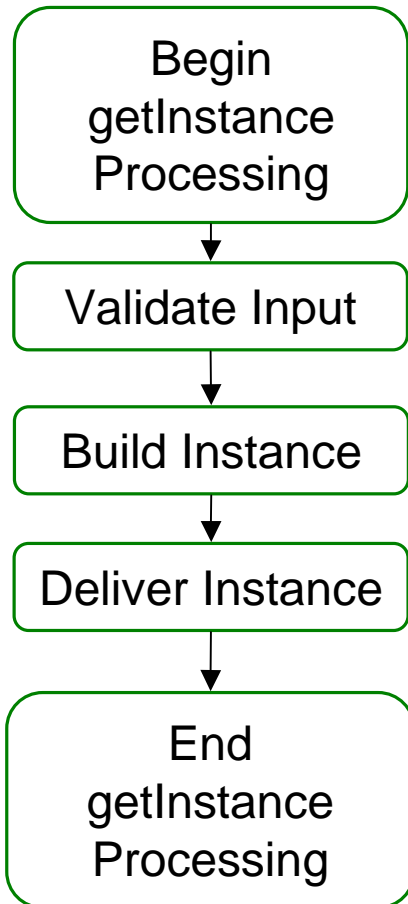 Begin
getInstance
Processing
Validate Input
Build Instance
Deliver Instance
End
getInstance
Processing